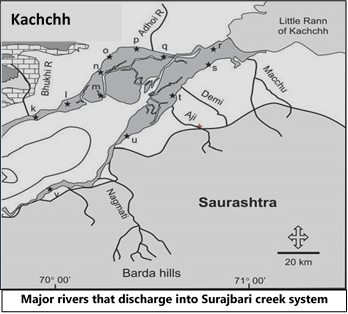 Kachchh
Adhoi R
Little Rann
of Kachchh
o
p
q
r
Bhukhi R
n
s
m
l
k
t
Demi
Macchu
Aji
u
Saurashtra
v
Nagmati
Barda hills
20 km
70° 00'
71° 00'
Major rivers that discharge into Surajbari creek system